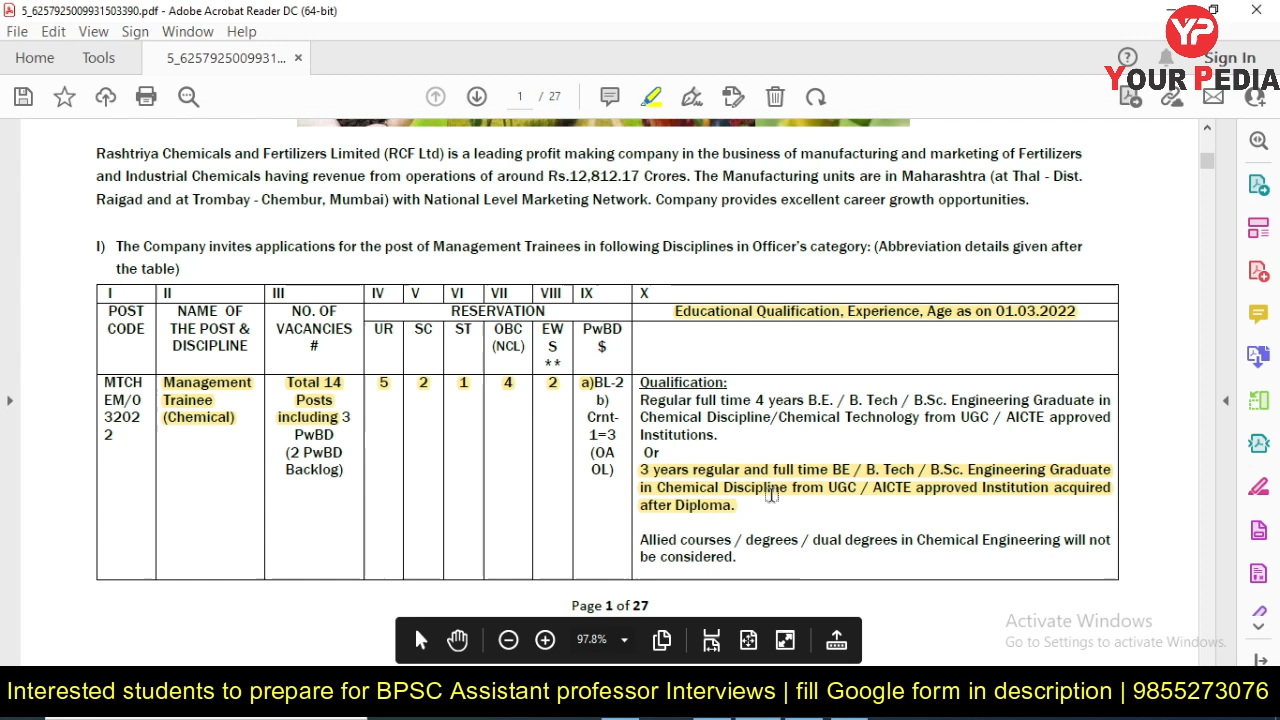 5_6257925009931503390.pdf - Adobe Acrobat Reader DC (64-bit)
File Edit View Sign Window Help
Home Tools 5_62579250099​31... × Sign In
YP
YOUR PEDIA
1 / 27
Rashtriya Chemicals and Fertilizers Limited (RCF Ltd) is a leading profit making company in the business of manufacturing and marketing of Fertilizers
and Industrial Chemicals having revenue from operations of around Rs.12,812.17 Crores. The Manufacturing units are in Maharashtra (at Thal - Dist.
Raigad and at Trombay - Chembur, Mumbai) with National Level Marketing Network. Company provides excellent career growth opportunities.
I) The Company invites applications for the post of Management Trainees in following Disciplines in Officer's category: (Abbreviation details given after
the table)
I II III IV V VI VII VIII IX X
POST
CODE
NAME OF
THE POST &
DISCIPLINE
NO. OF
VACANCIES
#
RESERVATION
UR SC ST
OBC
(NCL)
EW
S
**
PwBD
$
Educational Qualification, Experience, Age as on 01.03.2022
MTCH
EM/0
3202
2
Management
Trainee
(Chemical)
Total 14
Posts
including 3
PwBD
(2 PwBD
Backlog)
5 2 1 4 2
a)BL-2
b)
Crnt-
1=3
(OA
OL)
Qualification:
Regular full time 4 years B.E. / B. Tech / B.Sc. Engineering Graduate in
Chemical Discipline/Chemical Technology from UGC / AICTE approved
Institutions.
Or
3 years regular and full time BE / B. Tech / B.Sc. Engineering Graduate
in Chemical Discipline from UGC / AICTE approved Institution acquired
after Diploma.
Allied courses / degrees / dual degrees in Chemical Engineering will not
be considered.
Page 1 of 27
97.8%
Activate Windows
Go to Settings to activate Windows.
Interested students to prepare for BPSC Assistant professor Interviews | fill Google form in description | 9855273076